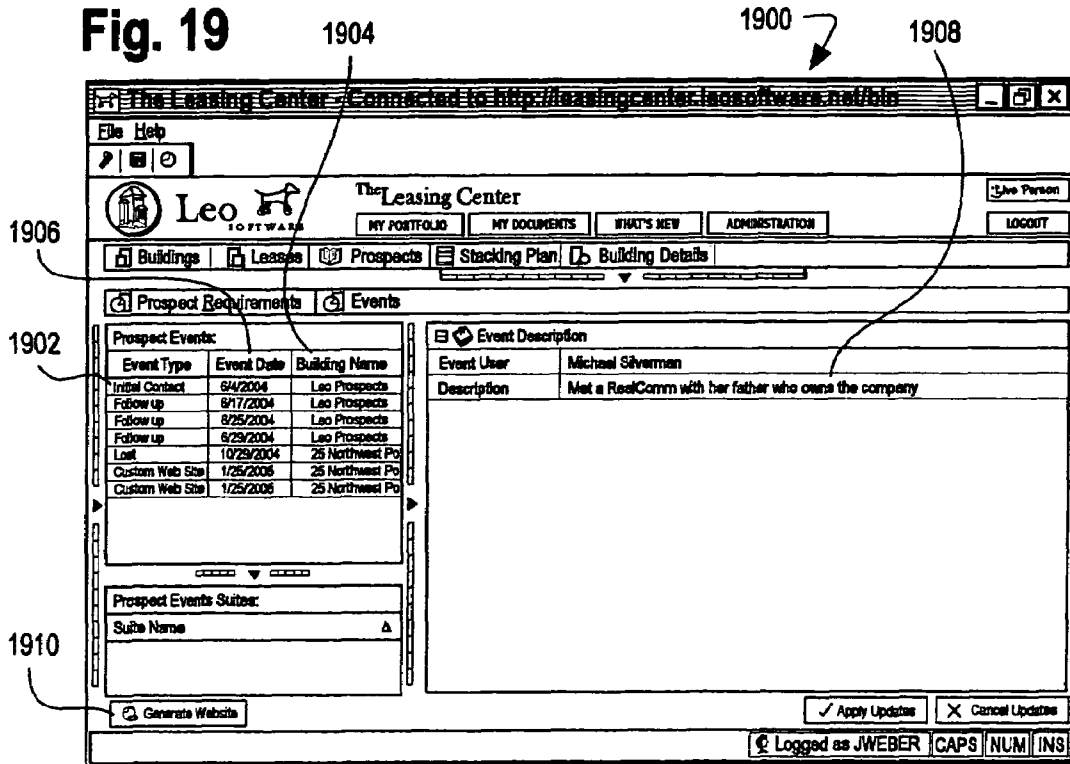 Fig. 19
1904
1900
1908
The Leasing Center - Connected to http://leasingcenter.leosoftware.net/bin
File Help
Leo SOFTWARE
The Leasing Center
Live Person
MY PORTFOLIO MY DOCUMENTS WHAT'S NEW ADMINISTRATION LOGOUT
1906
Buildings Leases Prospects Stacking Plan Building Details
Prospect Requirements Events
1902
Prospect Events:
Event Type Event Date Building Name
Initial Contact 6/4/2004 Leo Prospects
Follow up 6/17/2004 Leo Prospects
Follow up 6/25/2004 Leo Prospects
Follow up 6/29/2004 Leo Prospects
Lost 10/29/2004 25 Northwest Po
Custom Web Site 1/25/2005 25 Northwest Po
Custom Web Site 1/25/2005 25 Northwest Po
Event Description
Event User Michael Silverman
Description Met a RealComm with her father who owns the company
Prospect Events Suites:
Suite Name
1910
Generate Website
Apply Updates Cancel Updates
Logged as JWEBER CAPS NUM INS